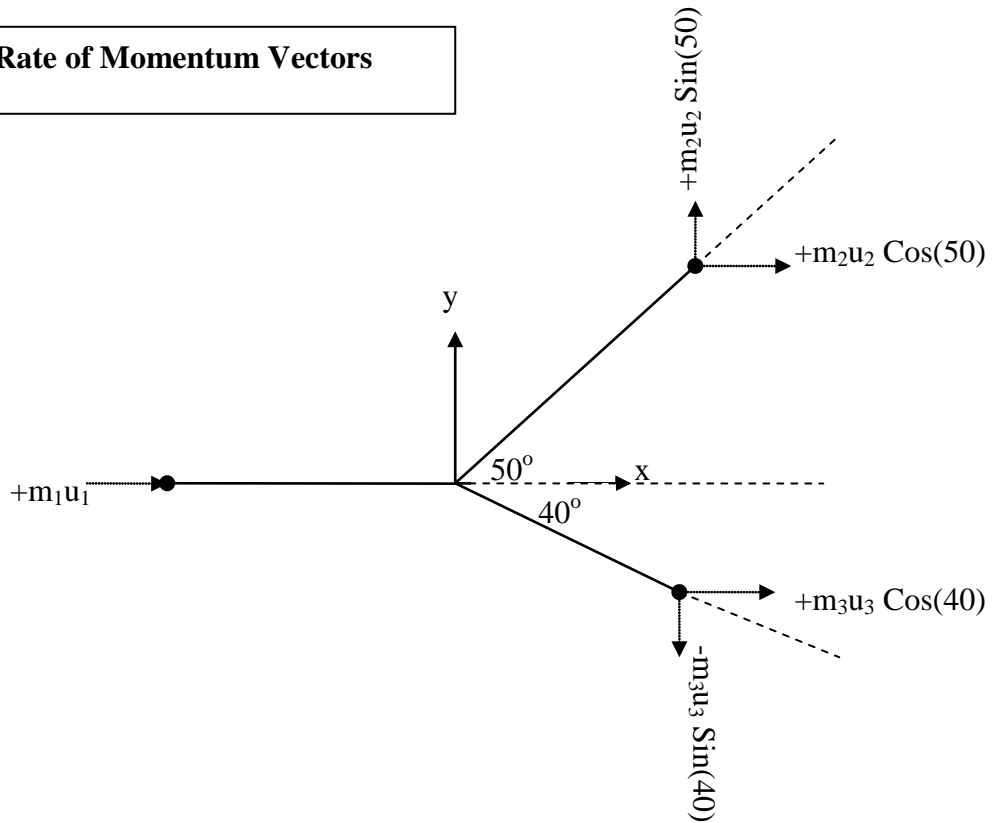 Rate of Momentum Vectors
+m₂u₂ Sin(50)
+m₂u₂ Cos(50)
y
50° x
+m₁u₁
40°
+m₃u₃ Cos(40)
-m₃u₃ Sin(40)